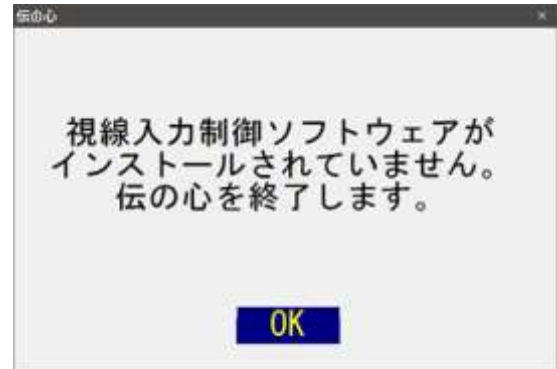 伝の心
視線入力制御ソフトウェアが
インストールされていません。
伝の心を終了します。
OK